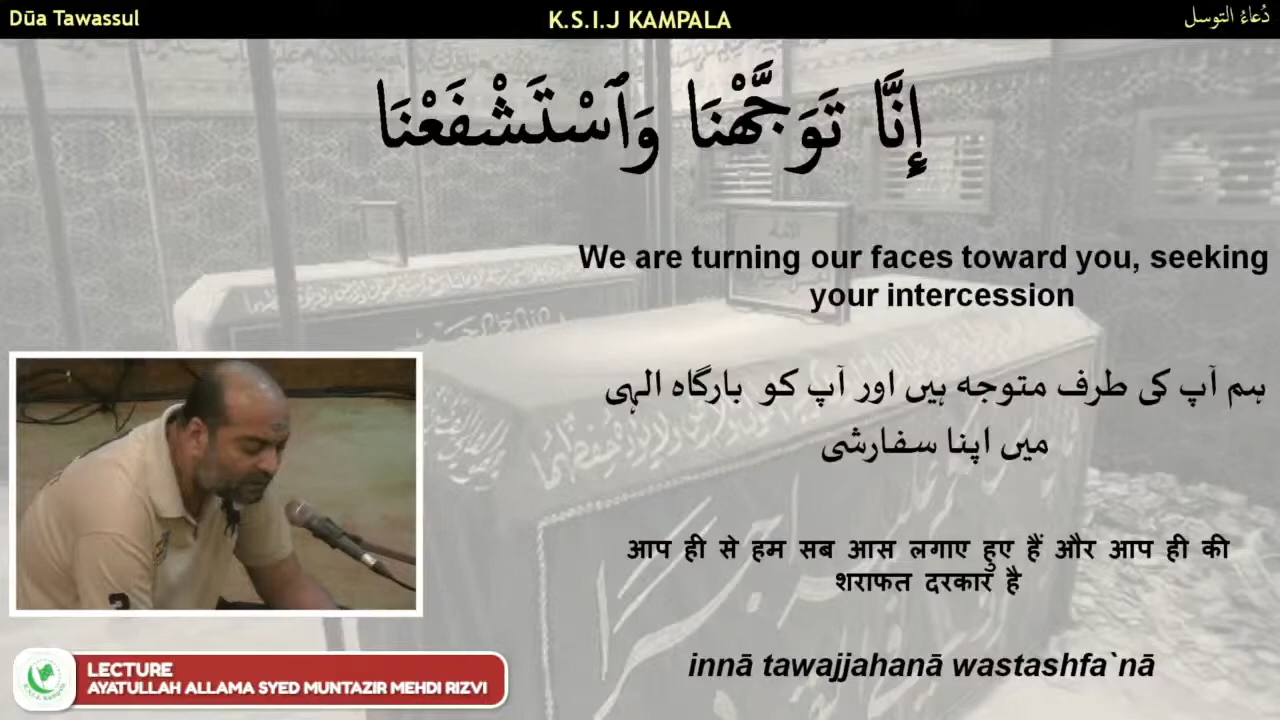 Dūa Tawassul
K.S.I.J KAMPALA
دُعاءُ التوسل
إِنَّا تَوَجَّهْنَا وَٱسْتَشْفَعْنَا
We are turning our faces toward you, seeking
your intercession
ہم آپ کی طرف متوجہ ہیں اور آپ کو بارگاہ الہی
میں اپنا سفارشی
आप ही से हम सब आस लगाए हुए हैं और आप ही की
शराफत दरकार है
innā tawajjahanā wastashfa`nā
LECTURE
AYATULLAH ALLAMA SYED MUNTAZIR MEHDI RIZVI
K.S.I.J. Kampala